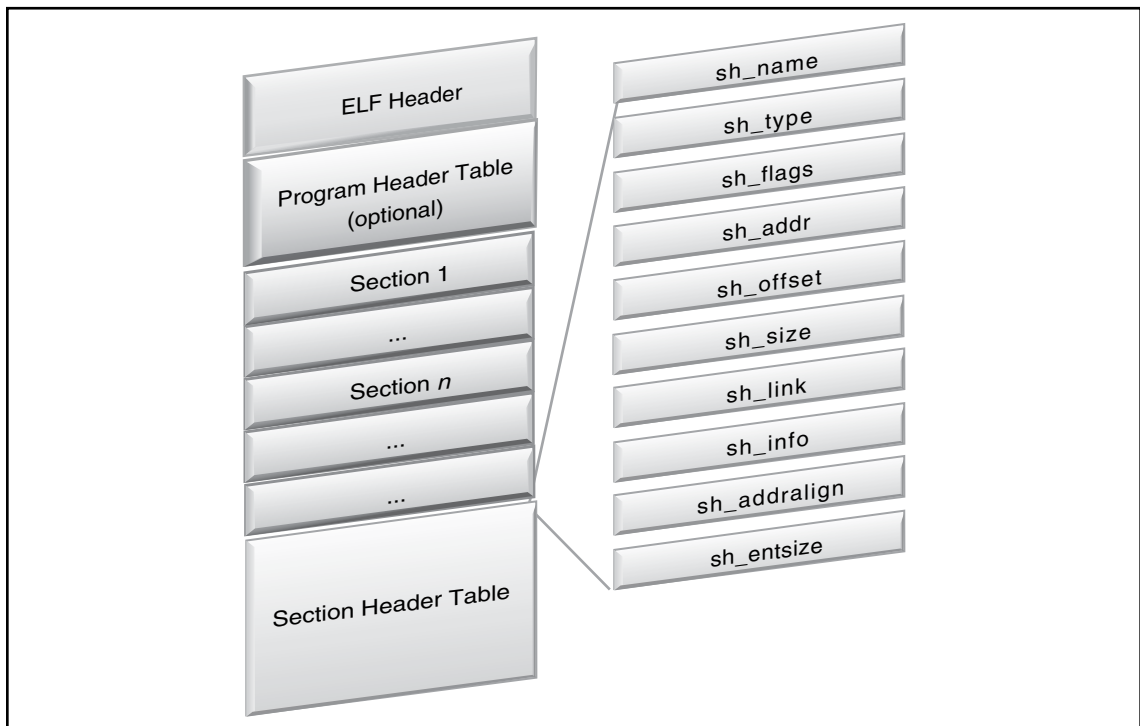 ELF Header
Program Header Table
(optional)
Section 1
...
Section n
...
...
Section Header Table
sh_name
sh_type
sh_flags
sh_addr
sh_offset
sh_size
sh_link
sh_info
sh_addralign
sh_entsize